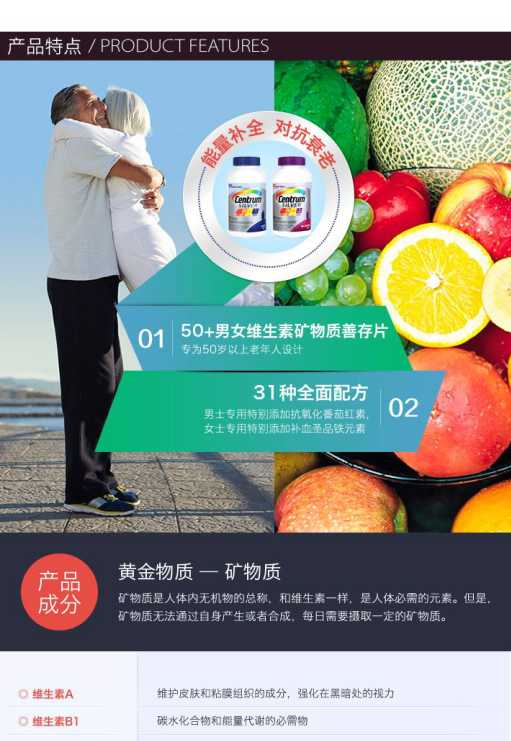 产品特点 / PRODUCT FEATURES
能量补全 对抗衰老
Centrum
SILVER
Centrum
SILVER
01
50+男女维生素矿物质善存片
专为50岁以上老年人设计
31种全面配方
男士专用特别添加抗氧化番茄红素,
女士专用特别添加补血圣品铁元素
02
产品
成分
黄金物质 — 矿物质
矿物质是人体内无机物的总称，和维生素一样，是人体必需的元素。但是，
矿物质无法通过自身产生或者合成，每日需要摄取一定的矿物质。
维生素A
维护皮肤和粘膜组织的成分，强化在黑暗处的视力
维生素B1
碳水化合物和能量代谢的必需物